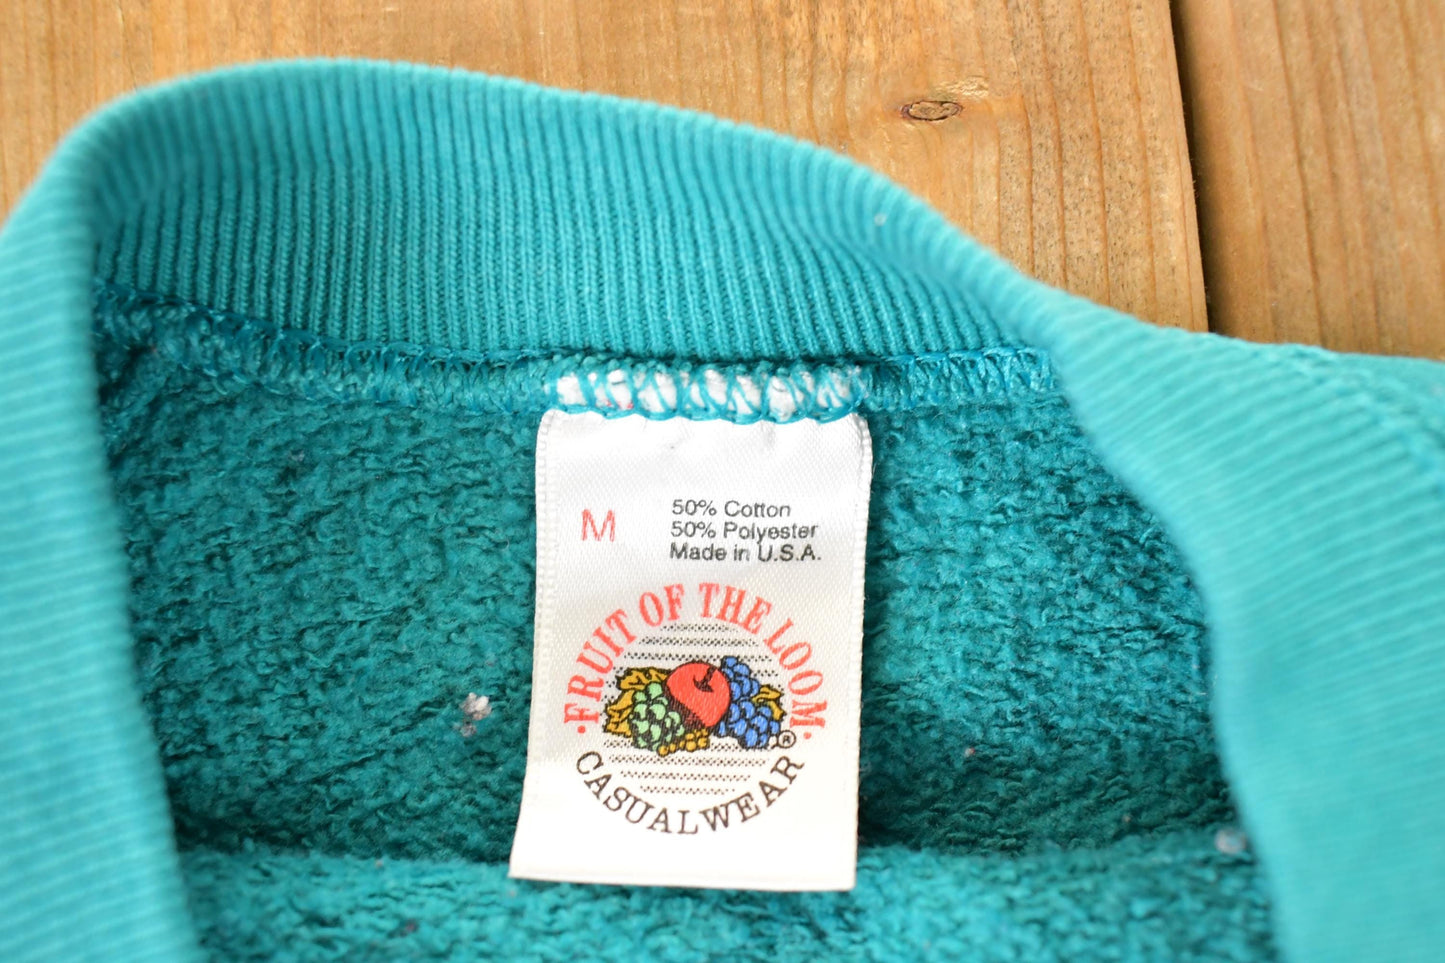 M
50% Cotton
50% Polyester
Made in U.S.A.
·FRUIT OF THE LOOM·
®
CASUALWEAR